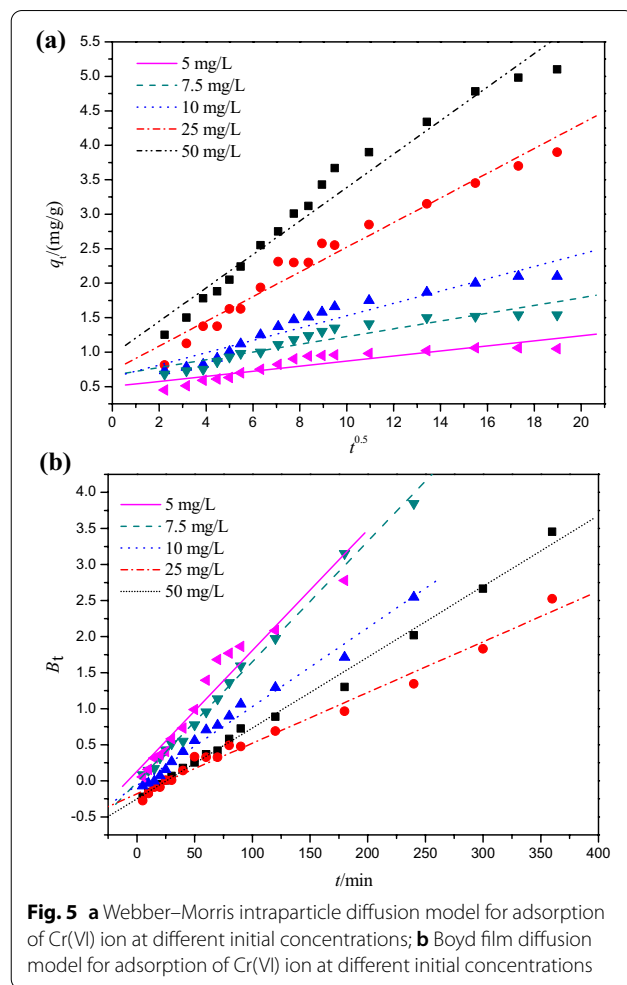 (a)
5.5
5.0
4.5
4.0
3.5
3.0
2.5
2.0
1.5
1.0
0.5
q_t/(mg/g)
5 mg/L
7.5 mg/L
10 mg/L
25 mg/L
50 mg/L
0 2 4 6 8 10 12 14 16 18 20
t^0.5
(b)
4.0
3.5
3.0
2.5
2.0
1.5
1.0
0.5
0.0
-0.5
B_t
5 mg/L
7.5 mg/L
10 mg/L
25 mg/L
50 mg/L
0 50 100 150 200 250 300 350 400
t/min
Fig. 5 a Webber–Morris intraparticle diffusion model for adsorption
of Cr(VI) ion at different initial concentrations; b Boyd film diffusion
model for adsorption of Cr(VI) ion at different initial concentrations